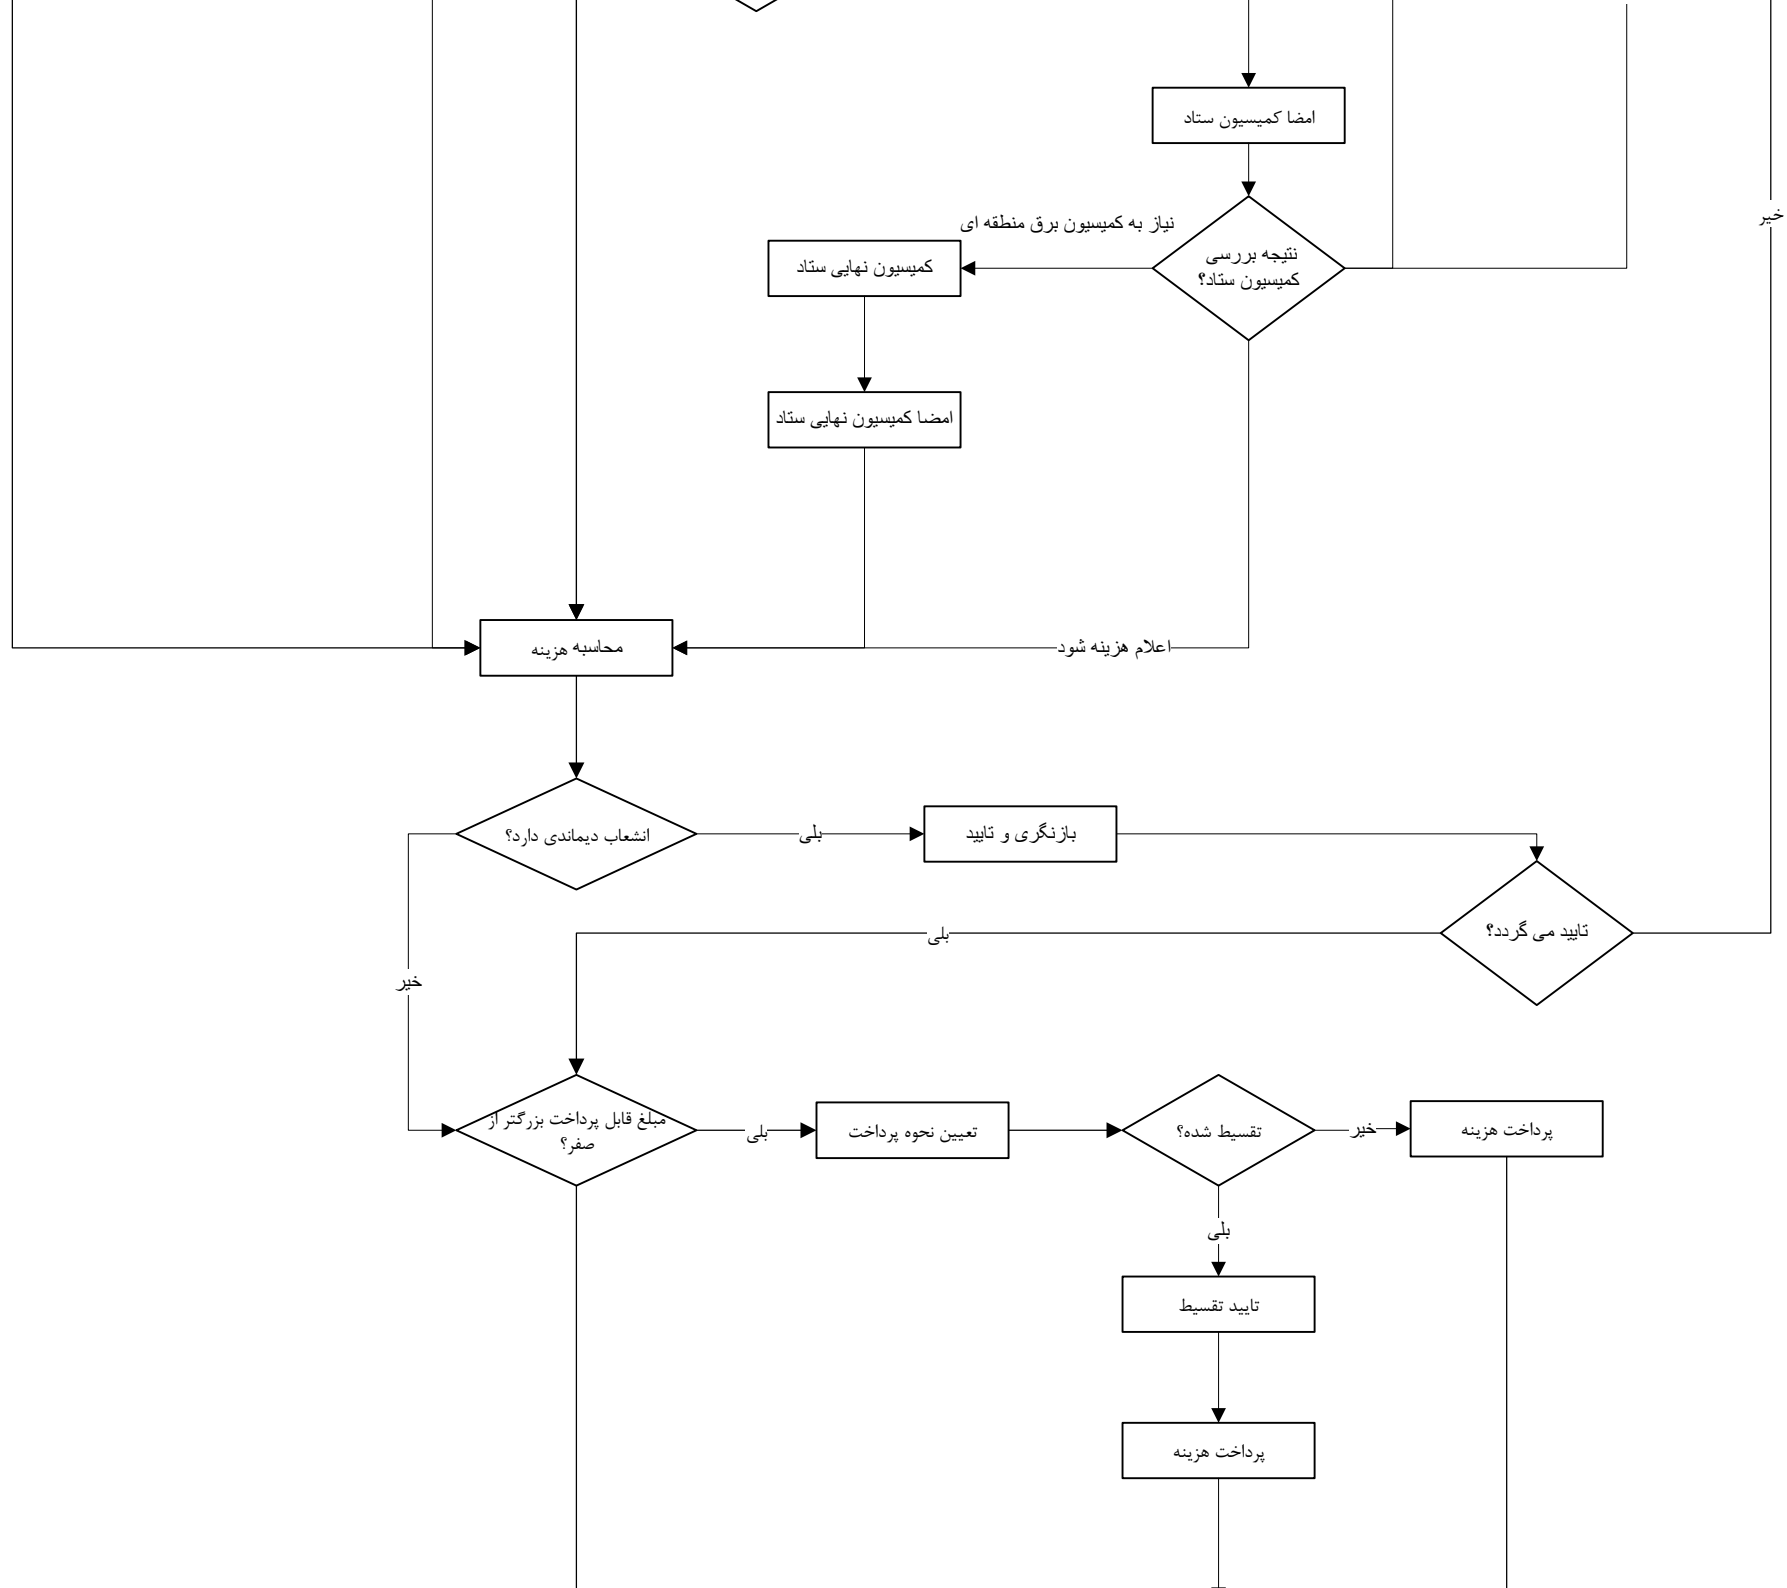 امضا کمیسیون ستاد
خیر
نیاز به کمیسیون برق منطقه ای
نتیجه بررسی
کمیسیون ستاد؟
کمیسیون نهایی ستاد
امضا کمیسیون نهایی ستاد
اعلام هزینه شود
محاسبه هزینه
انشعاب دیماندی دارد؟
بلی
بازنگری و تایید
تایید می گردد؟
بلی
خیر
مبلغ قابل پرداخت بزرگتر از
صفر؟
بلی
تعیین نحوه پرداخت
تقسیط شده؟
خیر
پرداخت هزینه
بلی
تایید تقسیط
پرداخت هزینه